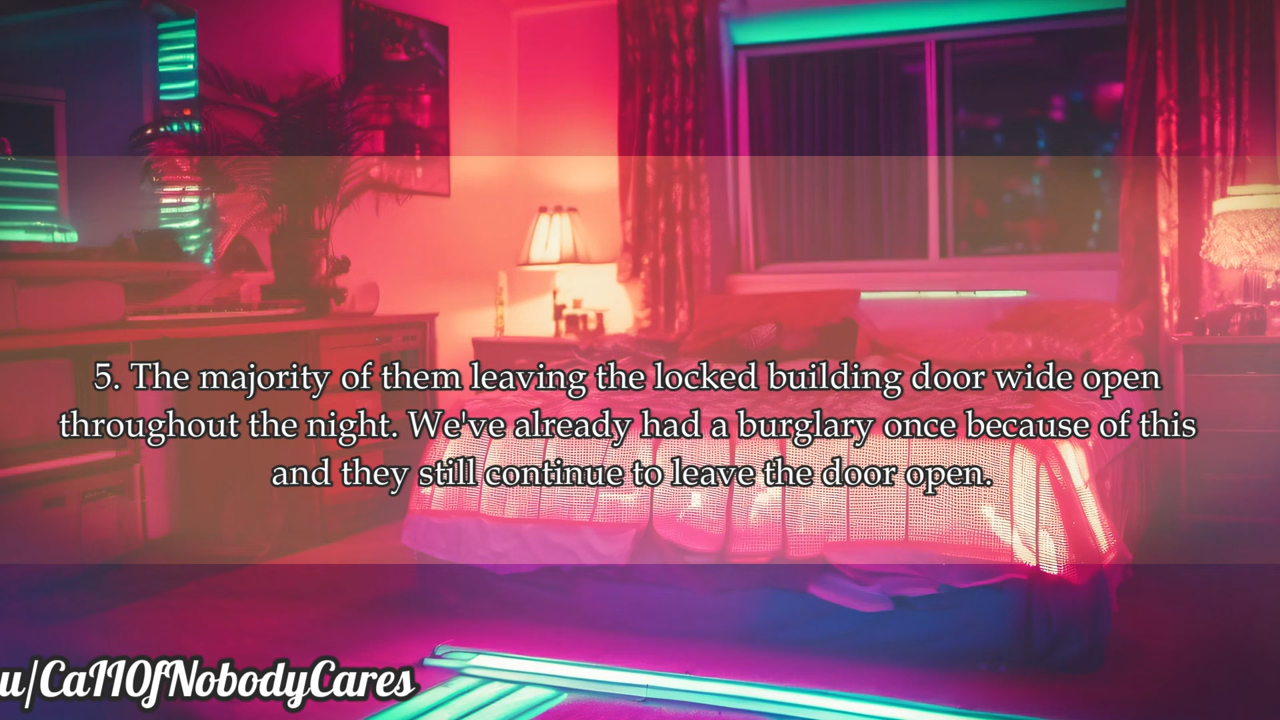 5. The majority of them leaving the locked building door wide open
throughout the night. We've already had a burglary once because of this
and they still continue to leave the door open.
u/Ca11OfNobodyCares